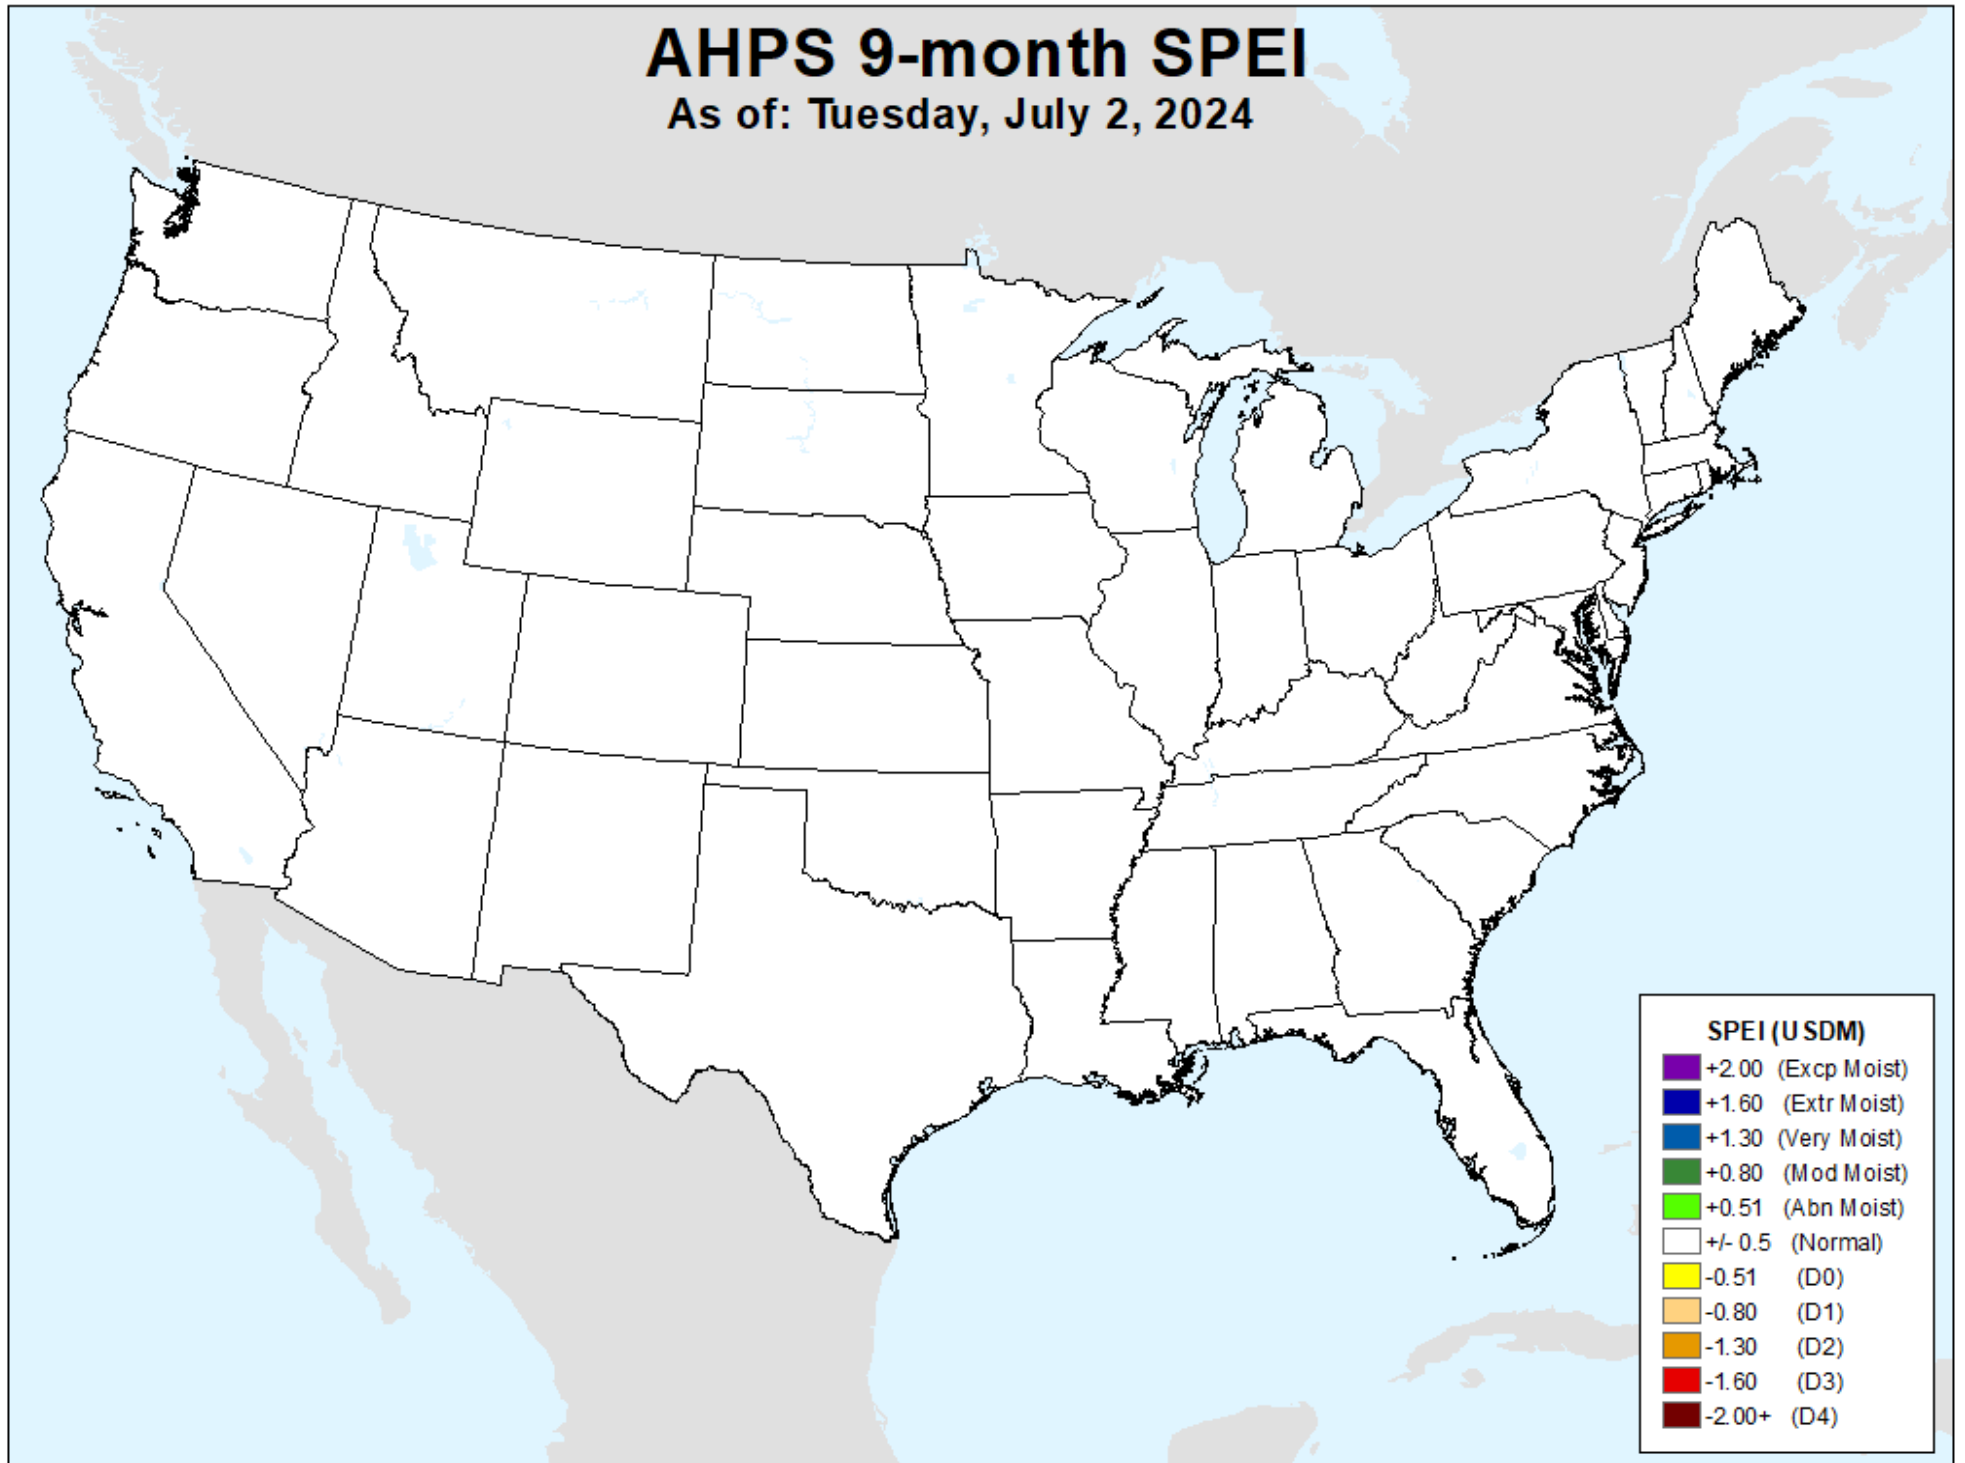 AHPS 9-month SPEI
As of: Tuesday, July 2, 2024
SPEI (USDM)
+2.00 (Excp Moist)
+1.60 (Extr Moist)
+1.30 (Very Moist)
+0.80 (Mod Moist)
+0.51 (Abn Moist)
+/- 0.5 (Normal)
-0.51 (D0)
-0.80 (D1)
-1.30 (D2)
-1.60 (D3)
-2.00+ (D4)